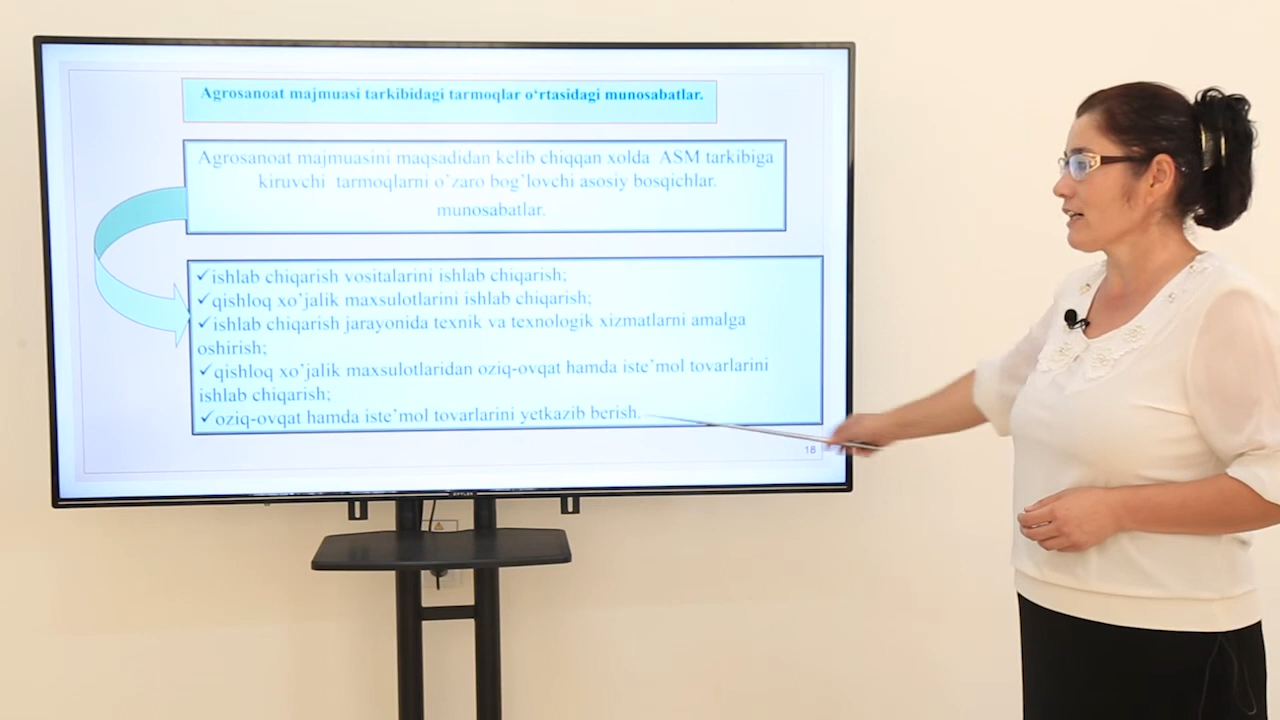 Agrosanoat majmuasi tarkibidagi tarmoqlar o‘rtasidagi munosabatlar.
Agrosanoat majmuasini maqsadidan kelib chiqqan xolda ASM tarkibiga
kiruvchi tarmoqlarni o’zaro bog’lovchi asosiy bosqichlar.
munosabatlar.
✓ishlab chiqarish vositalarini ishlab chiqarish;
✓qishloq xo’jalik maxsulotlarini ishlab chiqarish;
✓ishlab chiqarish jarayonida texnik va texnologik xizmatlarni amalga
oshirish;
✓qishloq xo’jalik maxsulotlaridan oziq-ovqat hamda iste’mol tovarlarini
ishlab chiqarish;
✓oziq-ovqat hamda iste’mol tovarlarini yetkazib berish.
18